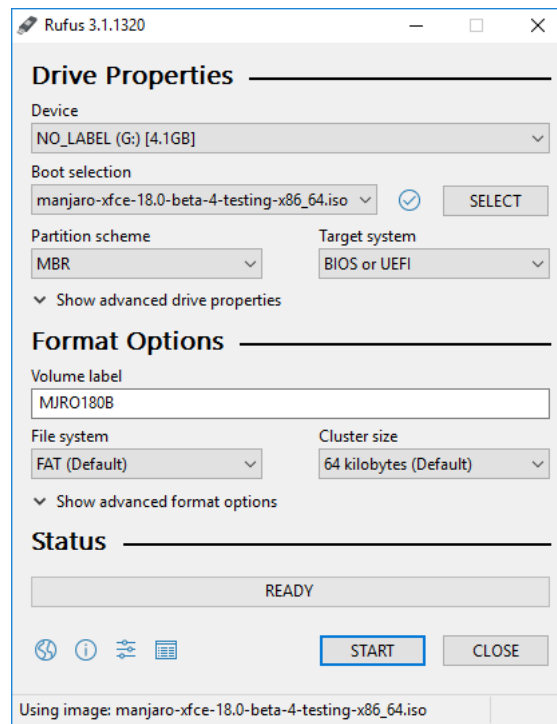 Rufus 3.1.1320
Drive Properties
Device
NO_LABEL (G:) [4.1GB]
Boot selection
manjaro-xfce-18.0-beta-4-testing-x86_64.iso
SELECT
Partition scheme
Target system
MBR
BIOS or UEFI
Show advanced drive properties
Format Options
Volume label
MJRO180B
File system
Cluster size
FAT (Default)
64 kilobytes (Default)
Show advanced format options
Status
READY
START
CLOSE
Using image: manjaro-xfce-18.0-beta-4-testing-x86_64.iso